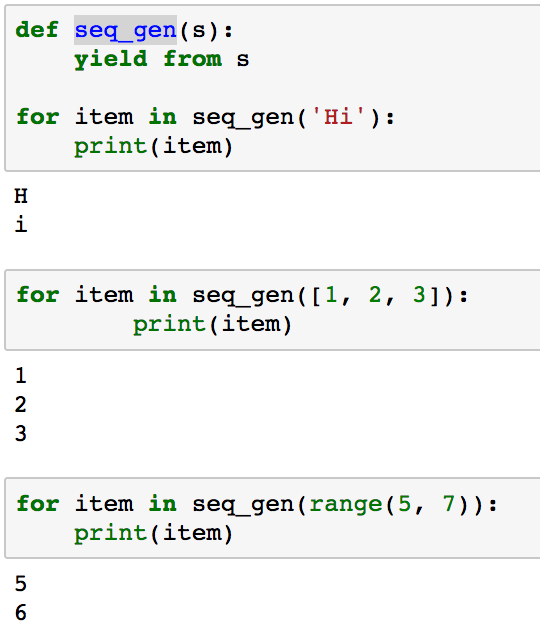 def seq_gen(s):
    yield from s
for item in seq_gen('Hi'):
    print(item)
H
i
for item in seq_gen([1, 2, 3]):
        print(item)
1
2
3
for item in seq_gen(range(5, 7)):
    print(item)
5
6